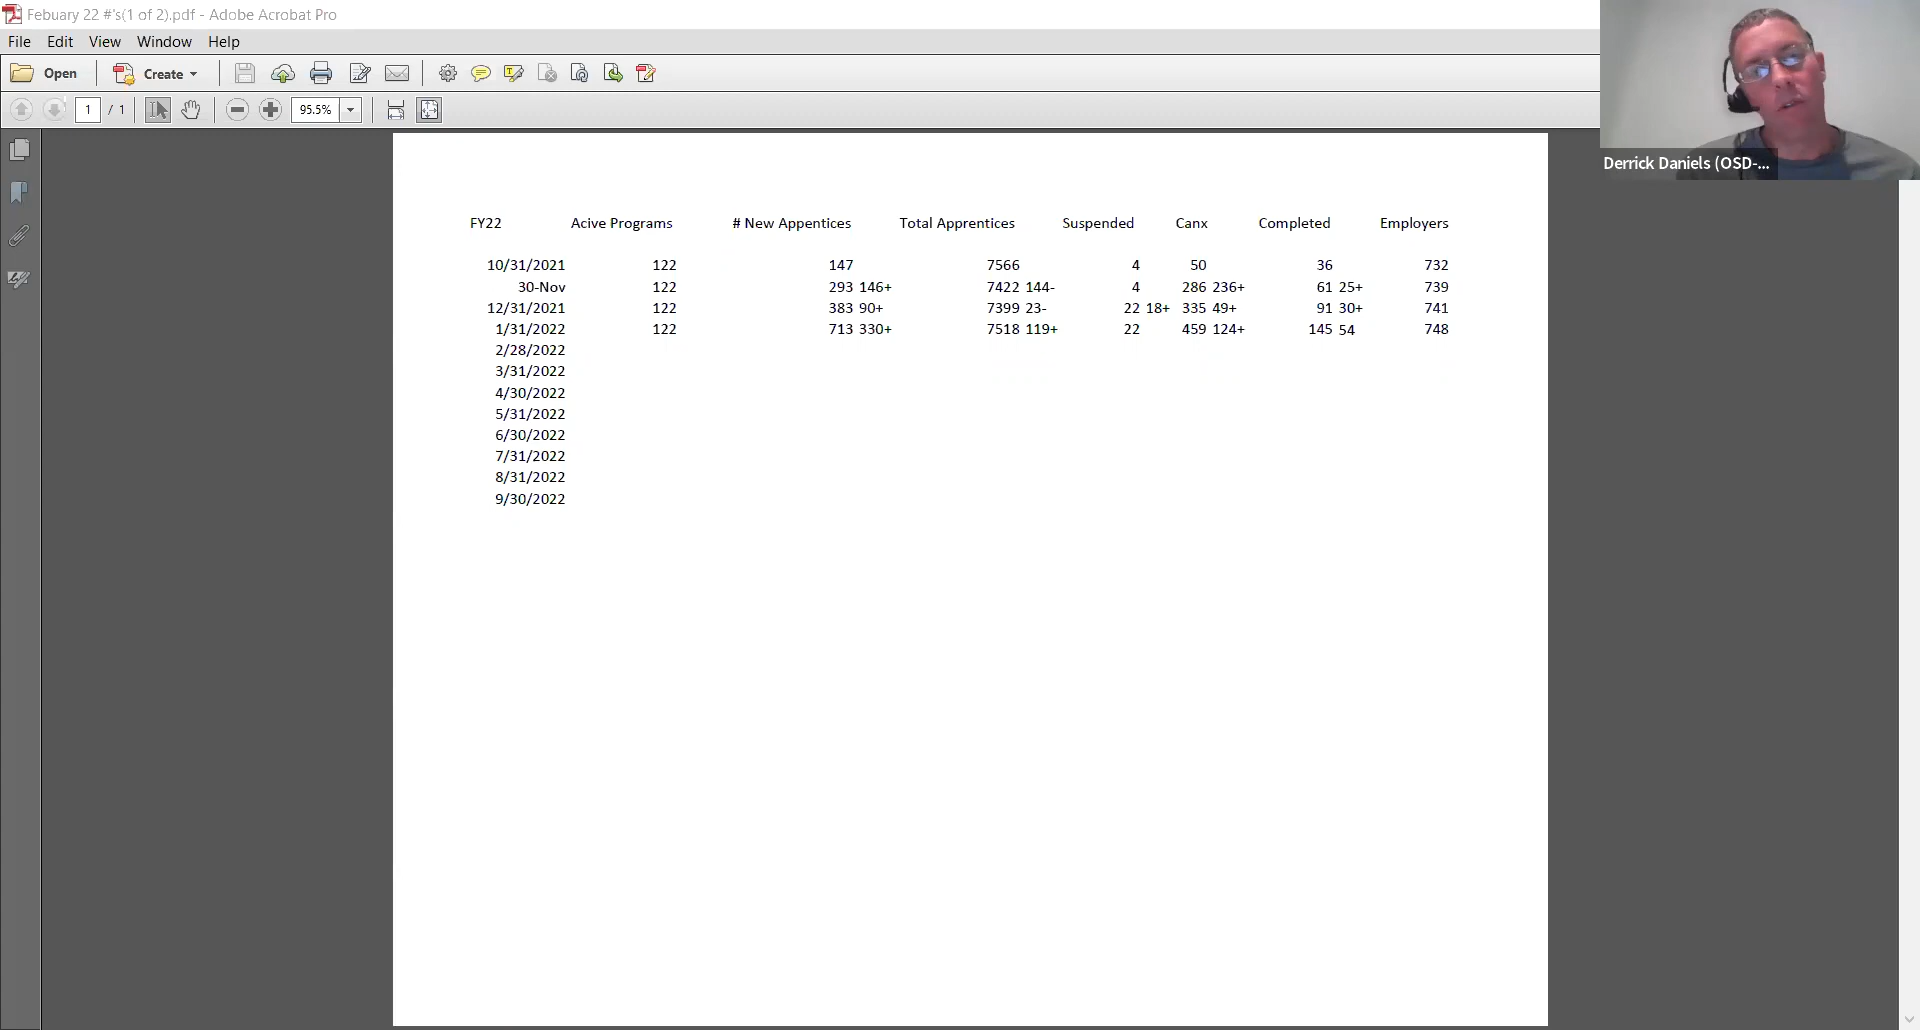 Febuary 22 #'s(1 of 2).pdf - Adobe Acrobat Pro
File Edit View Window Help
Open Create
1 / 1 95.5%
Derrick Daniels (OSD-...
FY22 Acive Programs # New Appentices Total Apprentices Suspended Canx Completed Employers
10/31/2021 122 147 7566 4 50 36 732
30-Nov 122 293 146+ 7422 144- 4 286 236+ 61 25+ 739
12/31/2021 122 383 90+ 7399 23- 22 18+ 335 49+ 91 30+ 741
1/31/2022 122 713 330+ 7518 119+ 22 459 124+ 145 54 748
2/28/2022
3/31/2022
4/30/2022
5/31/2022
6/30/2022
7/31/2022
8/31/2022
9/30/2022